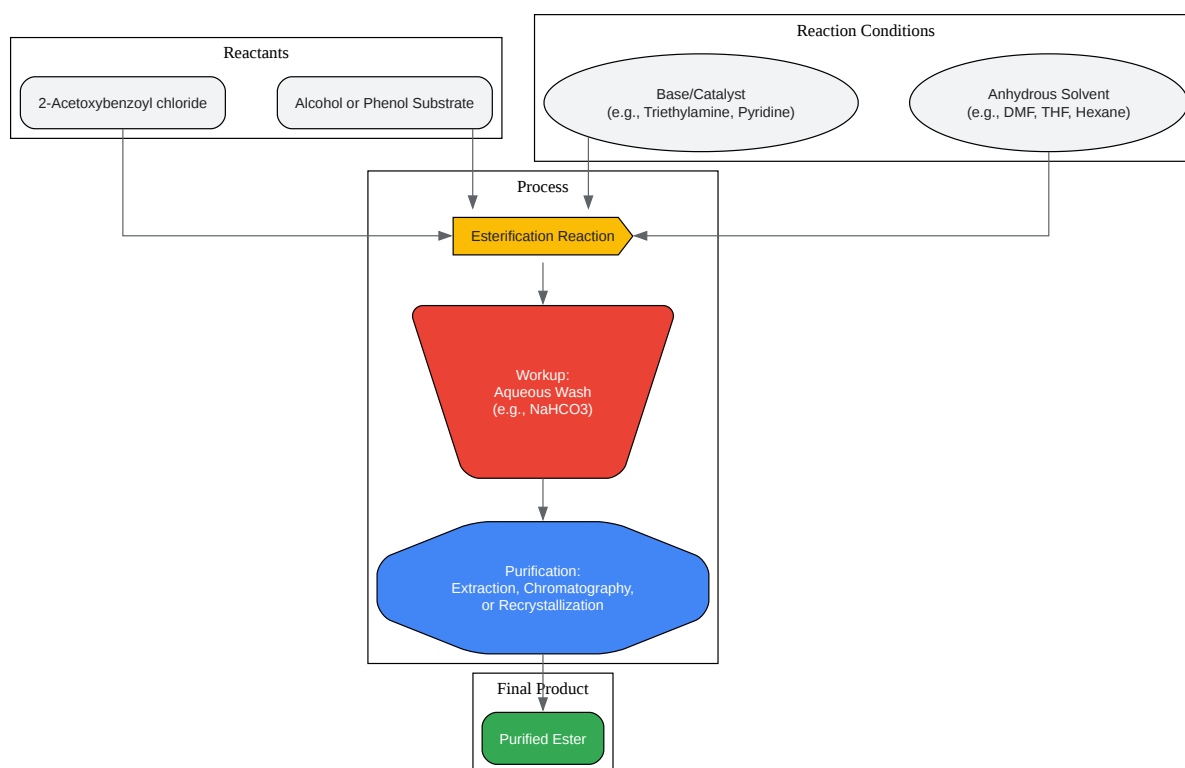 Reactants
2-Acetoxybenzoyl chloride
Alcohol or Phenol Substrate
Reaction Conditions
Base/Catalyst
(e.g., Triethylamine, Pyridine)
Anhydrous Solvent
(e.g., DMF, THF, Hexane)
Process
Esterification Reaction
Workup:
Aqueous Wash
(e.g., NaHCO3)
Purification:
Extraction, Chromatography,
or Recrystallization
Final Product
Purified Ester